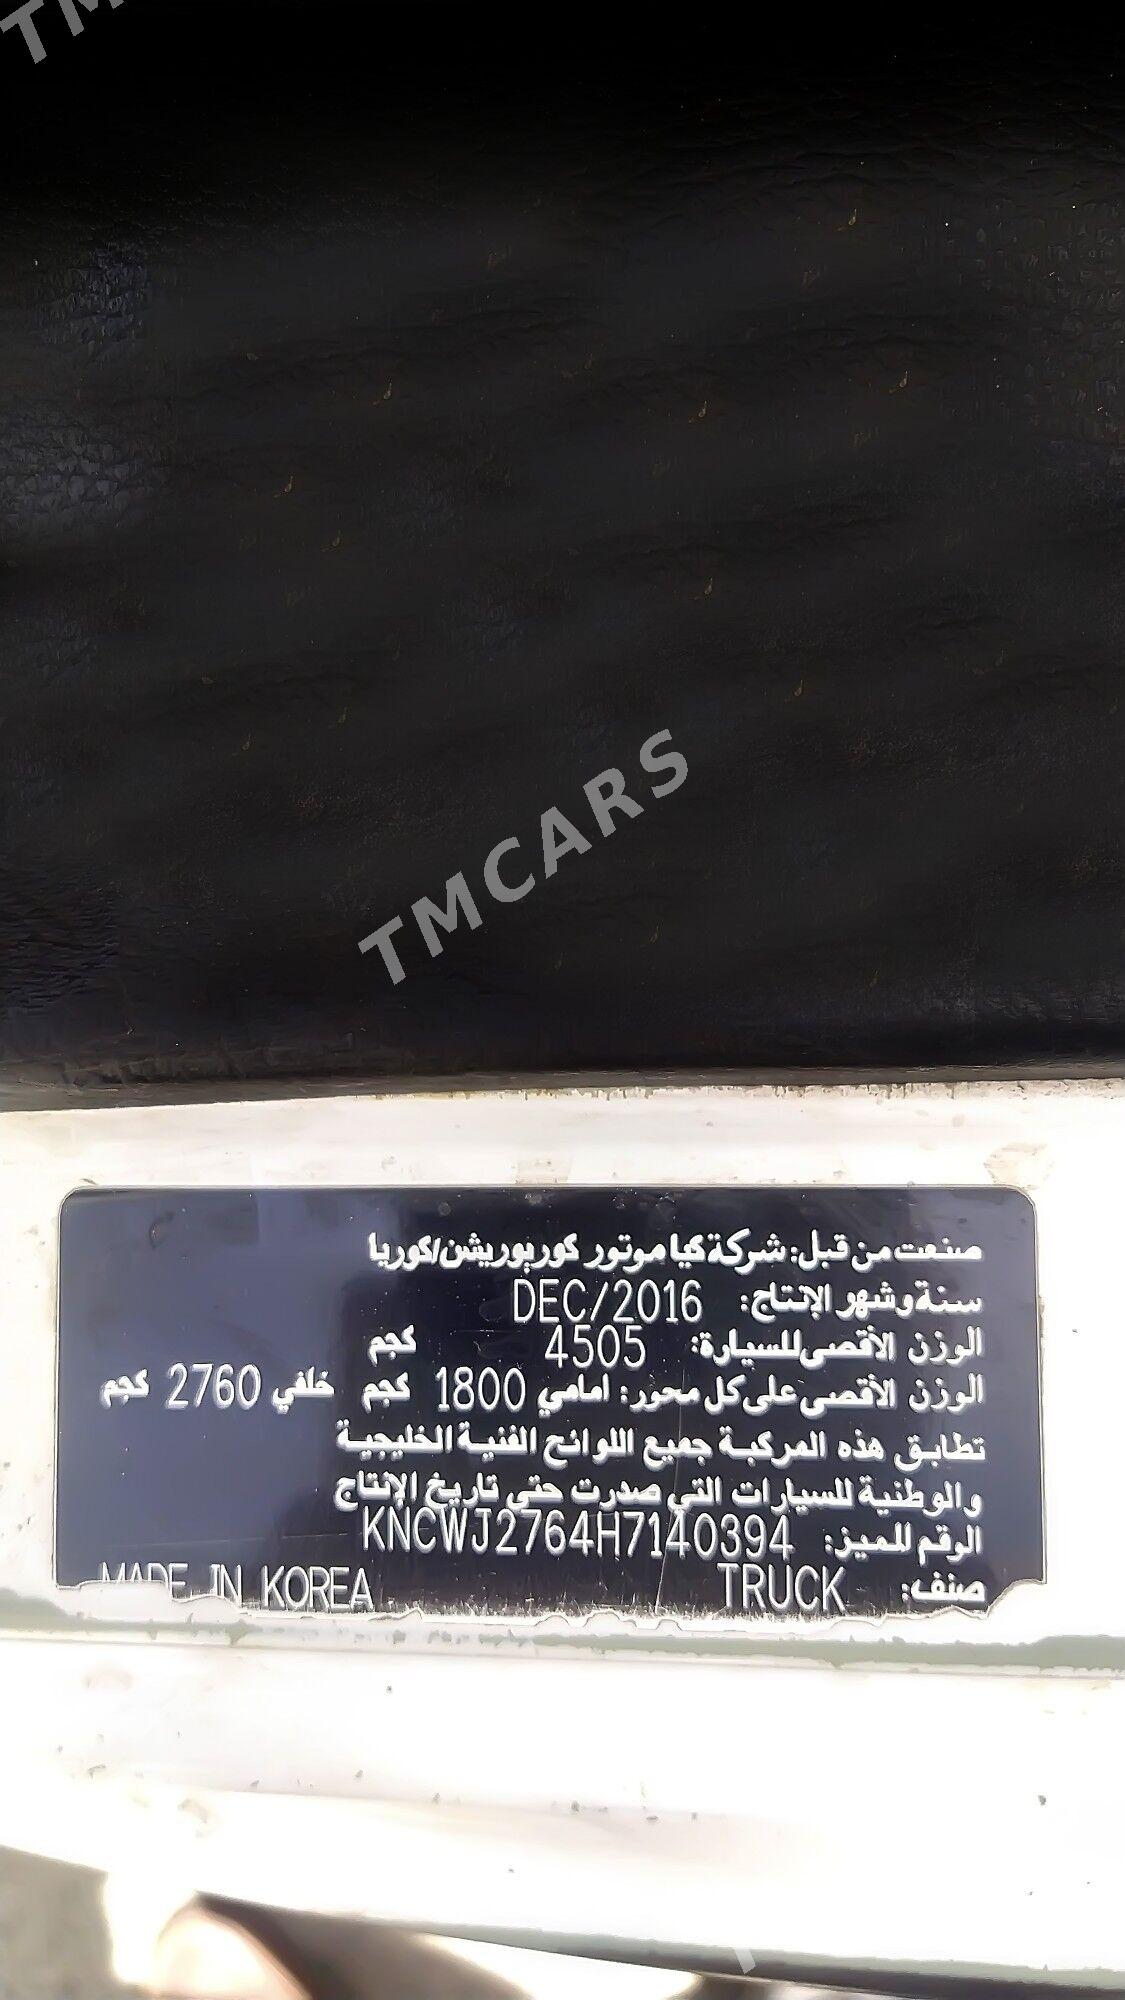 TM
TMCARS
صنعت من قبل: شركة كيا موتور كوربوريشن/كوريا
سنة وشهر الإنتاج: DEC/2016
الوزن الأقصى للسيارة: 4505 كجم
الوزن الأقصى على كل محور: امامي 1800 كجم خلفي 2760 كجم
تطابق هذه المركبة جميع اللوائح الفنية الخليجية
والوطنية للسيارات التي صدرت حتى تاريخ الإنتاج
الرقم المميز: KNCWJ2764H7140394
صنف: TRUCK MADE IN KOREA